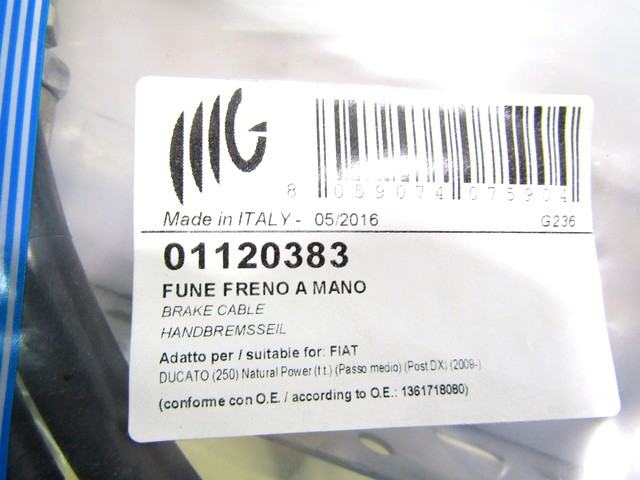 MG
8 059074 075904
Made in ITALY - 05/2016 G236
01120383
FUNE FRENO A MANO
BRAKE CABLE
HANDBREMSSEIL
Adatto per / suitable for: FIAT
DUCATO (250) Natural Power (t.t.) (Passo medio) (Post.DX; (2009-)
(conforme con O.E. / according to O.E.: 1361718080)